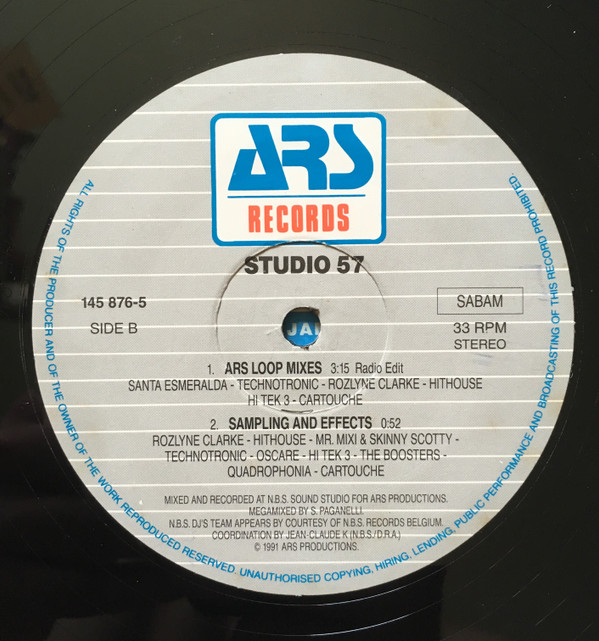 ARS
RECORDS
STUDIO 57
145 876-5
SIDE B
JAI
SABAM
33 RPM
STEREO
1. ARS LOOP MIXES 3:15 Radio Edit
SANTA ESMERALDA - TECHNOTRONIC - ROZLYNE CLARKE - HITHOUSE
HI TEK 3 - CARTOUCHE
2. SAMPLING AND EFFECTS 0:52
ROZLYNE CLARKE - HITHOUSE - MR. MIXI & SKINNY SCOTTY -
TECHNOTRONIC - OSCARE - HI TEK 3 - THE BOOSTERS -
QUADROPHONIA - CARTOUCHE
MIXED AND RECORDED AT N.B.S. SOUND STUDIO FOR ARS PRODUCTIONS.
MEGAMIXED BY S. PAGANELLI.
N.B.S. DJ'S TEAM APPEARS BY COURTESY OF N.B.S. RECORDS BELGIUM.
COORDINATION BY JEAN-CLAUDE K (N.B.S./D.R.A.)
© 1991 ARS PRODUCTIONS.
ALL RIGHTS OF THE PRODUCER AND OF THE OWNER OF THE WORK REPRODUCED RESERVED. UNAUTHORISED COPYING, HIRING, LENDING, PUBLIC PERFORMANCE AND BROADCASTING OF THIS RECORD PROHIBITED.